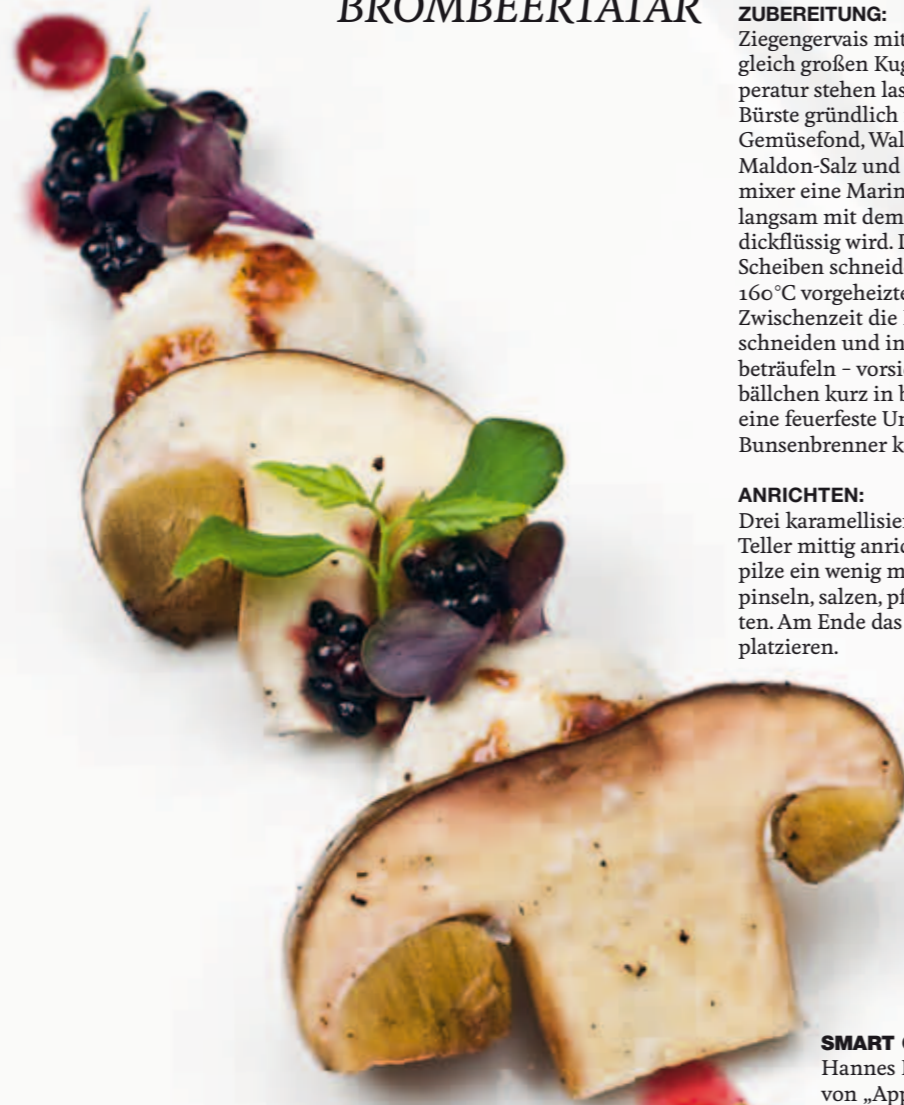 BROMBEERTATAR
ZUBEREITUNG:
Ziegengervais mit
gleich großen Kug
peratur stehen las
Bürste gründlich
Gemüsefond, Wal
Maldon-Salz und
mixer eine Marin
langsam mit dem
dickflüssig wird. D
Scheiben schneid
160°C vorgeheizte
Zwischenzeit die
schneiden und in
beträufeln – vorsic
bällchen kurz in b
eine feuerfeste Un
Bunsenbrenner k
ANRICHTEN:
Drei karamellisier
Teller mittig anric
pilze ein wenig m
pinseln, salzen, pf
ten. Am Ende das
platzieren.
SMART
Hannes
von „App